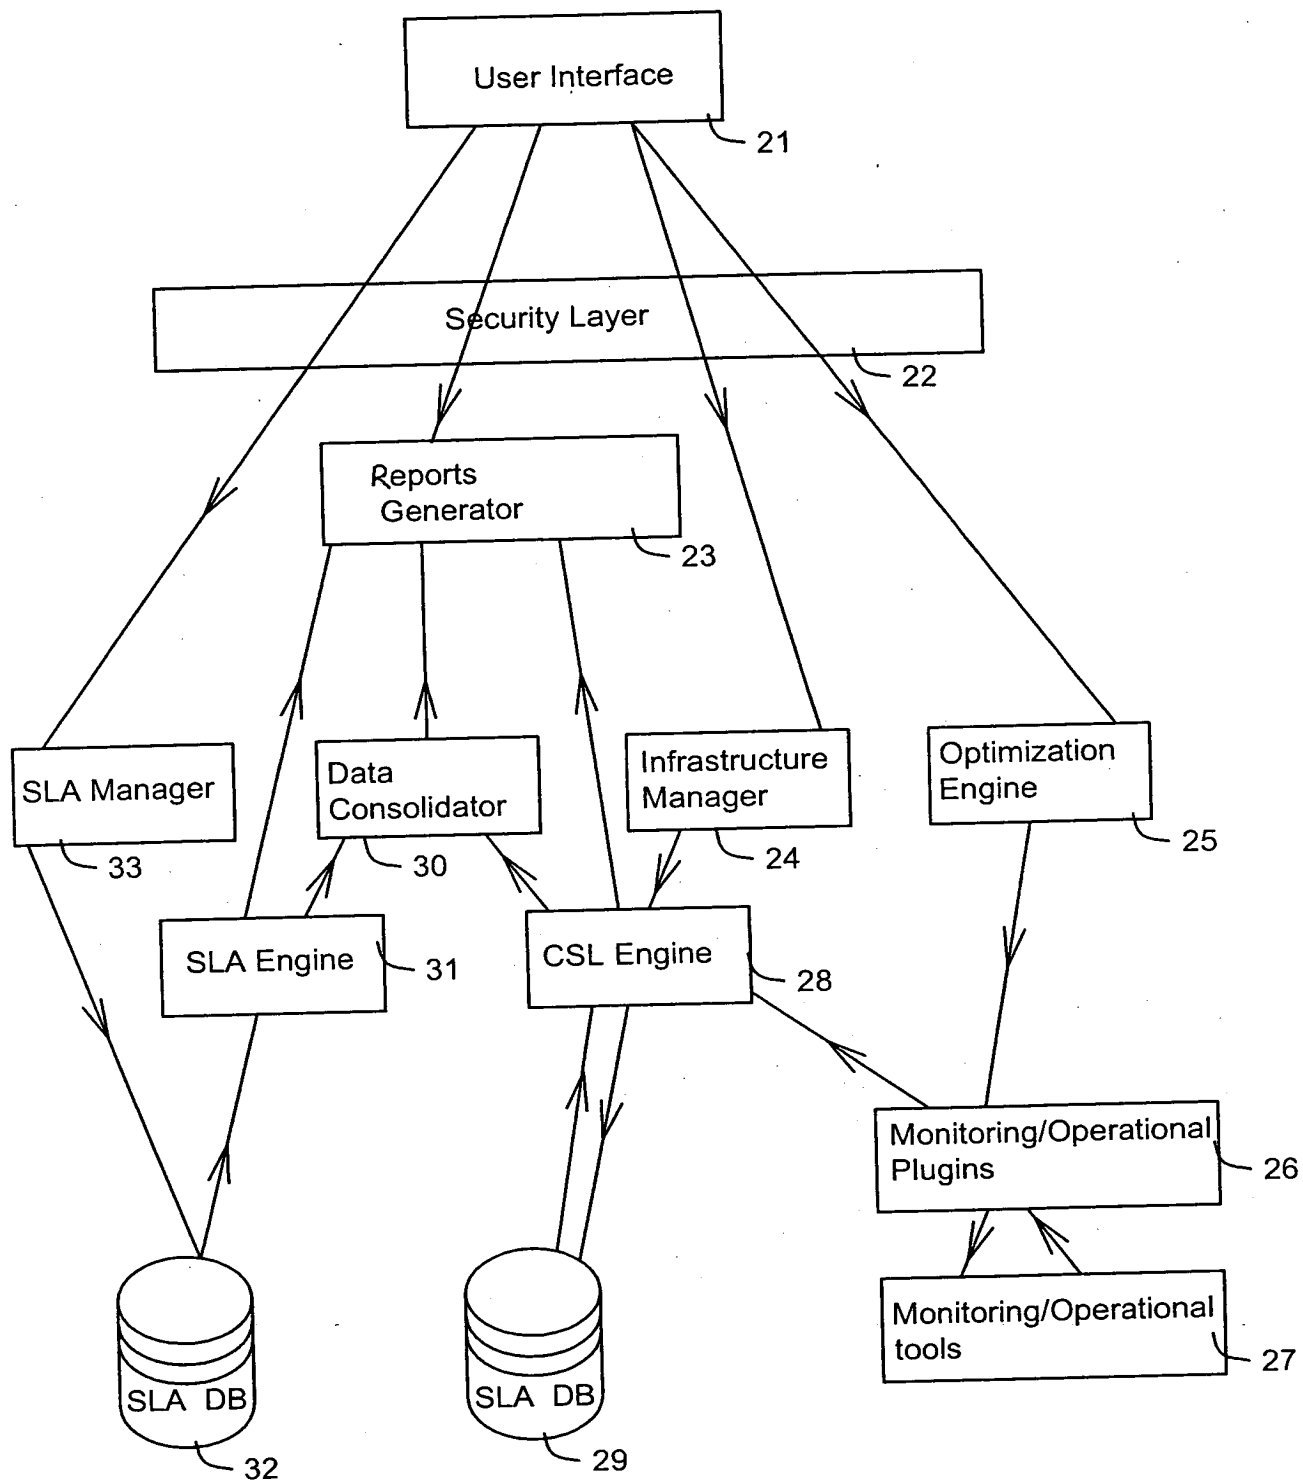 User Interface
21
Security Layer
22
Reports
Generator
23
SLA Manager
33
Data
Consolidator
30
Infrastructure
Manager
24
Optimization
Engine
25
SLA Engine
31
CSL Engine
28
Monitoring/Operational
Plugins
26
Monitoring/Operational
tools
27
SLA DB
32
SLA DB
29